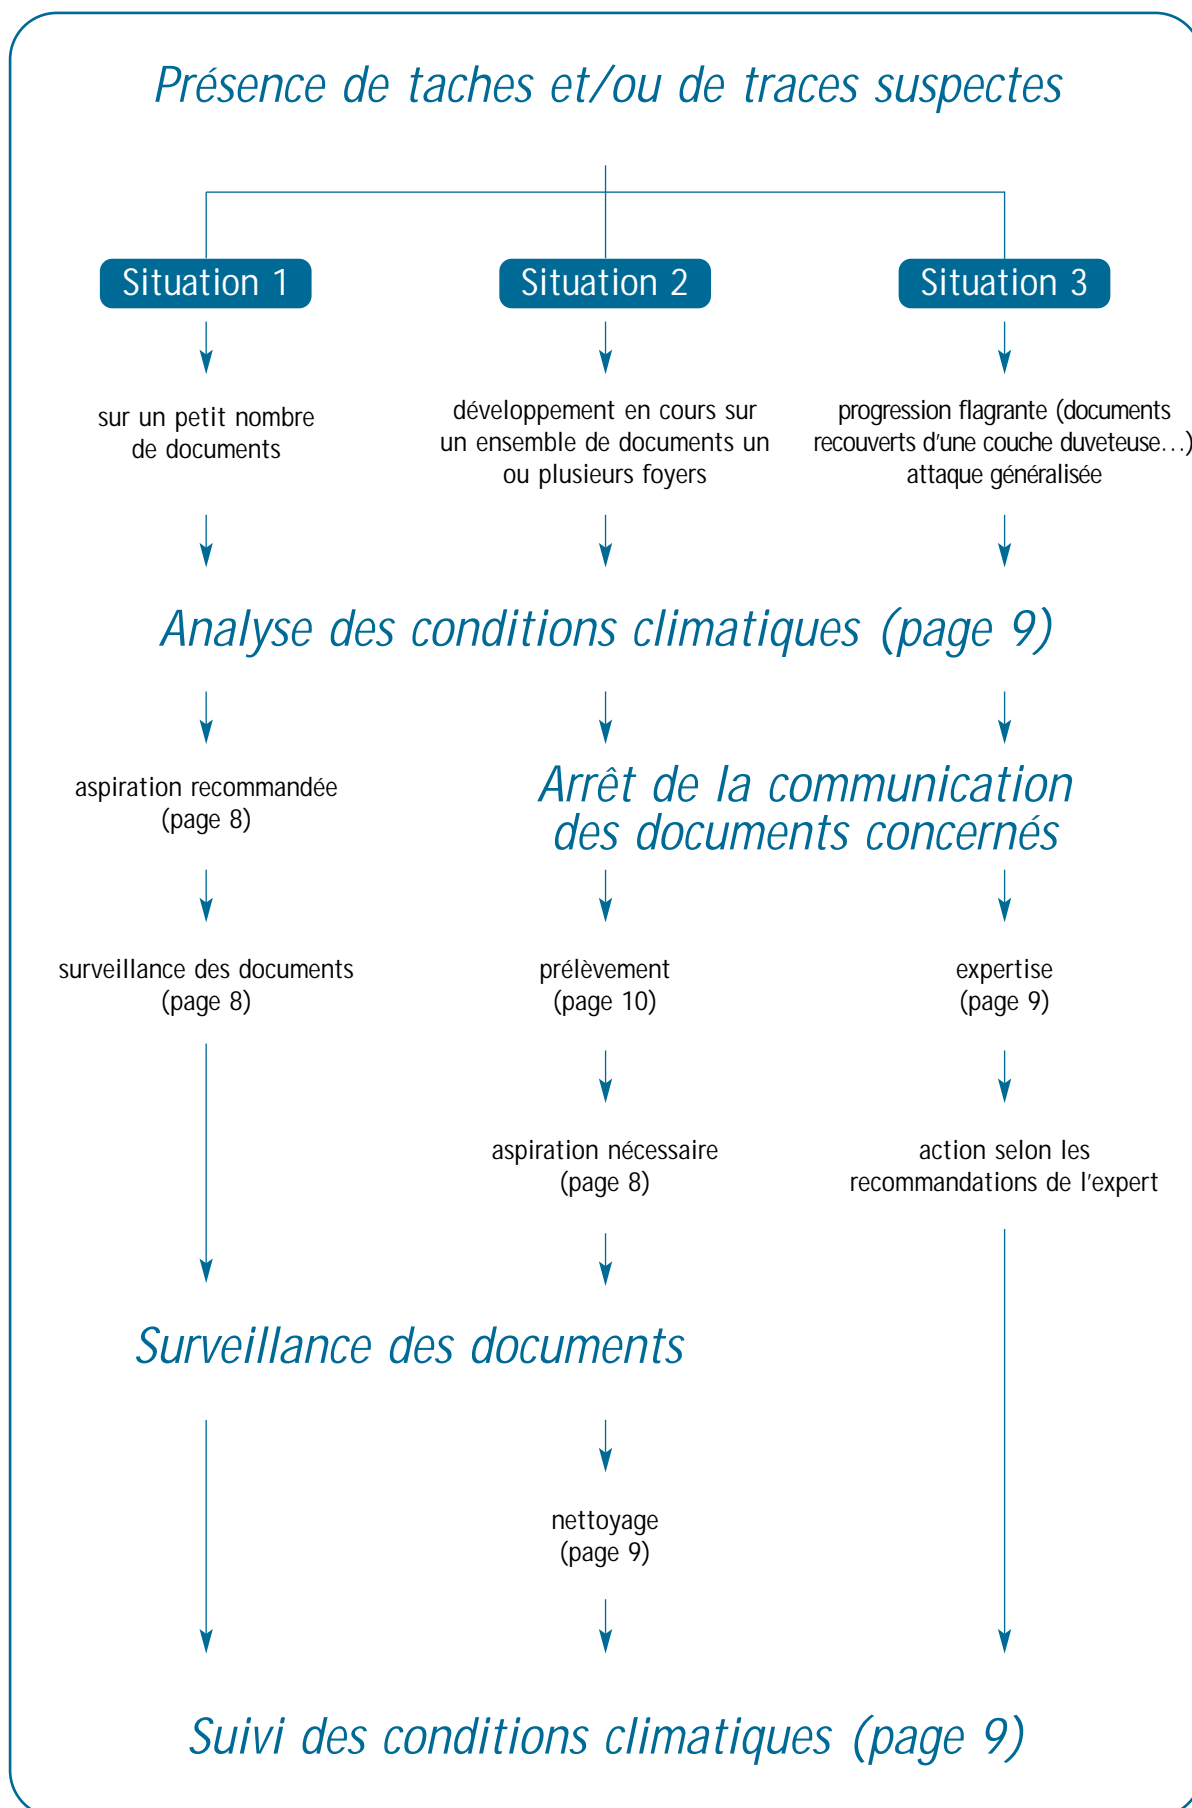 Présence de taches et/ou de traces suspectes
Situation 1
Situation 2
Situation 3
sur un petit nombre
de documents
développement en cours sur
un ensemble de documents un
ou plusieurs foyers
progression flagrante (documents
recouverts d'une couche duveteuse…)
attaque généralisée
Analyse des conditions climatiques (page 9)
aspiration recommandée
(page 8)
Arrêt de la communication
des documents concernés
surveillance des documents
(page 8)
prélèvement
(page 10)
expertise
(page 9)
aspiration nécessaire
(page 8)
action selon les
recommandations de l'expert
Surveillance des documents
nettoyage
(page 9)
Suivi des conditions climatiques (page 9)